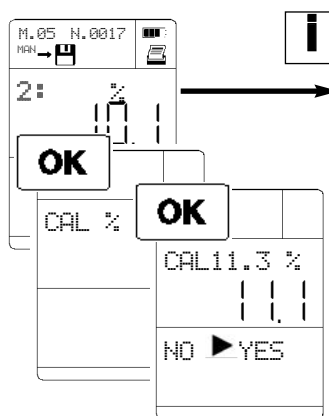 M.05 N.0017
MAN
i
2: %
10.1
OK
CAL %
OK
CAL11.3 %
11.1
NO ▶YES